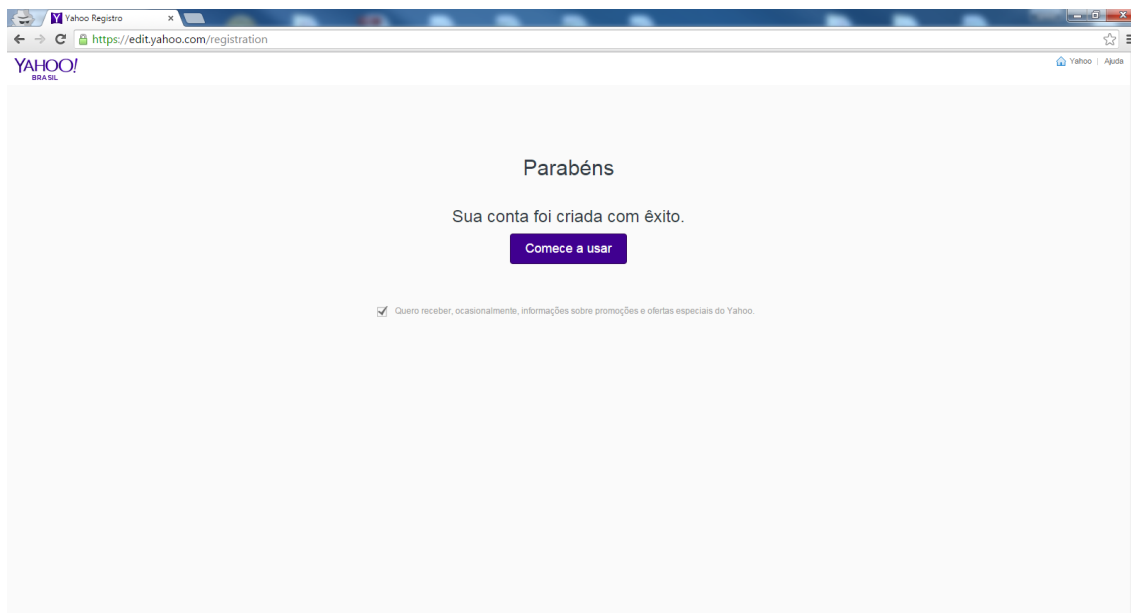 Yahoo Registro
https://edit.yahoo.com/registration
YAHOO!
BRASIL
Yahoo | Ajuda
Parabéns
Sua conta foi criada com êxito.
Comece a usar
Quero receber, ocasionalmente, informações sobre promoções e ofertas especiais do Yahoo.